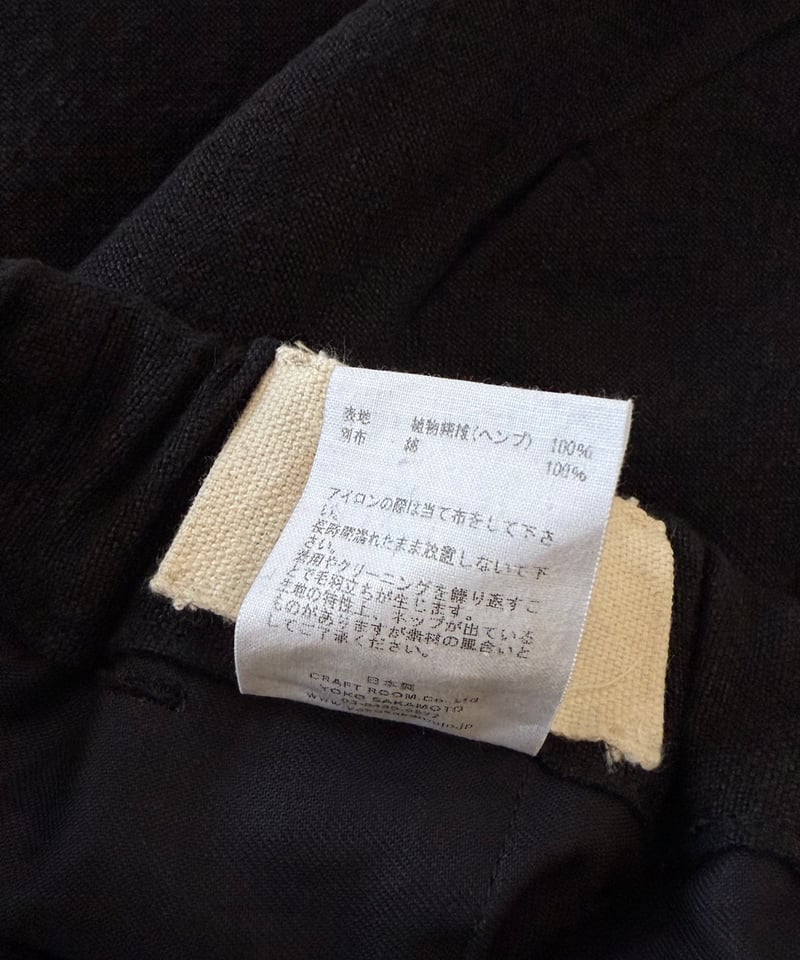 表地 植物繊維(ヘンプ) 100%
別布 綿 100%
アイロンの際は当て布をして下さ
い。
長時間濡れたまま放置しないで下
さい。
着用やクリーニングを繰り返すこ
とで毛羽立ちが生じます。
生地の特性上、ネップが出ている
ものがありますが素材の風合いと
してご了承ください。
日本製
CRAFT ROOM.Co.,Ltd
YOKO SAKAMOTO
www.yokosakamoto.jp